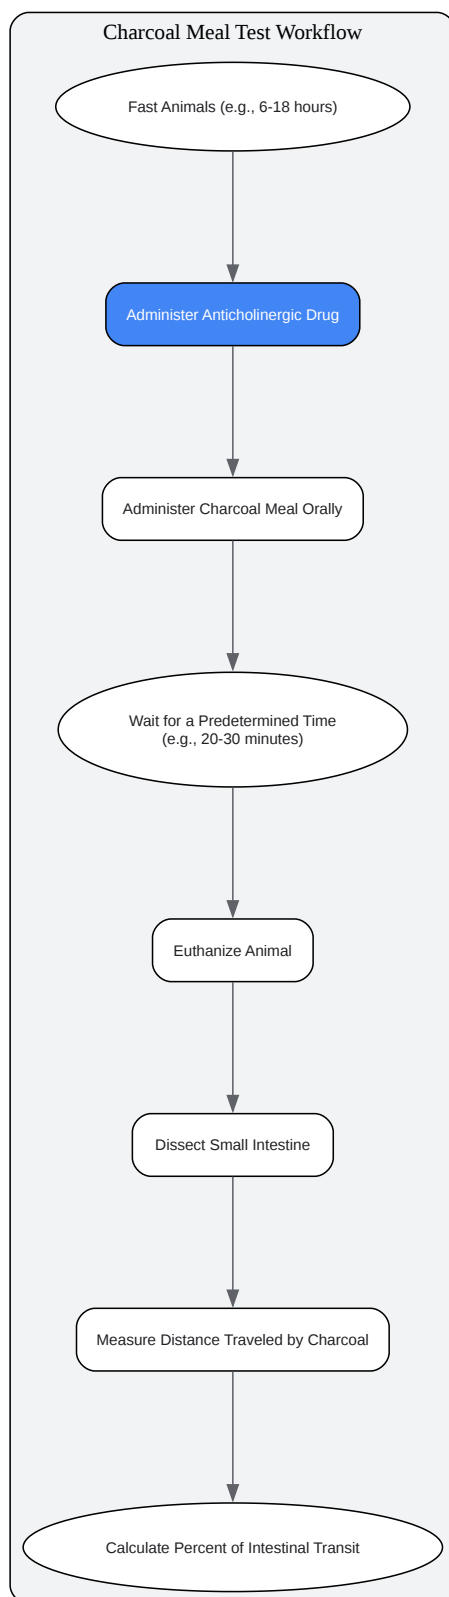 Charcoal Meal Test Workflow
Fast Animals (e.g., 6-18 hours)
Administer Anticholinergic Drug
Administer Charcoal Meal Orally
Wait for a Predetermined Time
(e.g., 20-30 minutes)
Euthanize Animal
Dissect Small Intestine
Measure Distance Traveled by Charcoal
Calculate Percent of Intestinal Transit